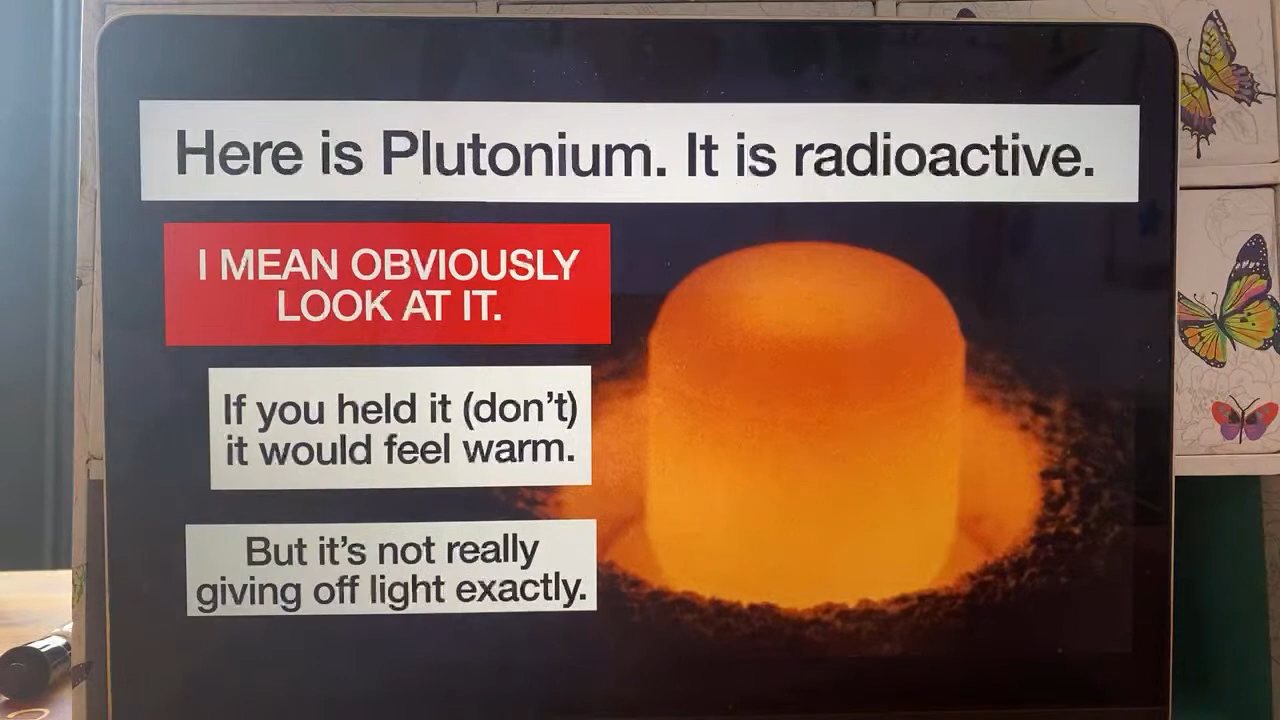 Here is Plutonium. It is radioactive.
I MEAN OBVIOUSLY
LOOK AT IT.
If you held it (don't)
it would feel warm.
But it's not really
giving off light exactly.